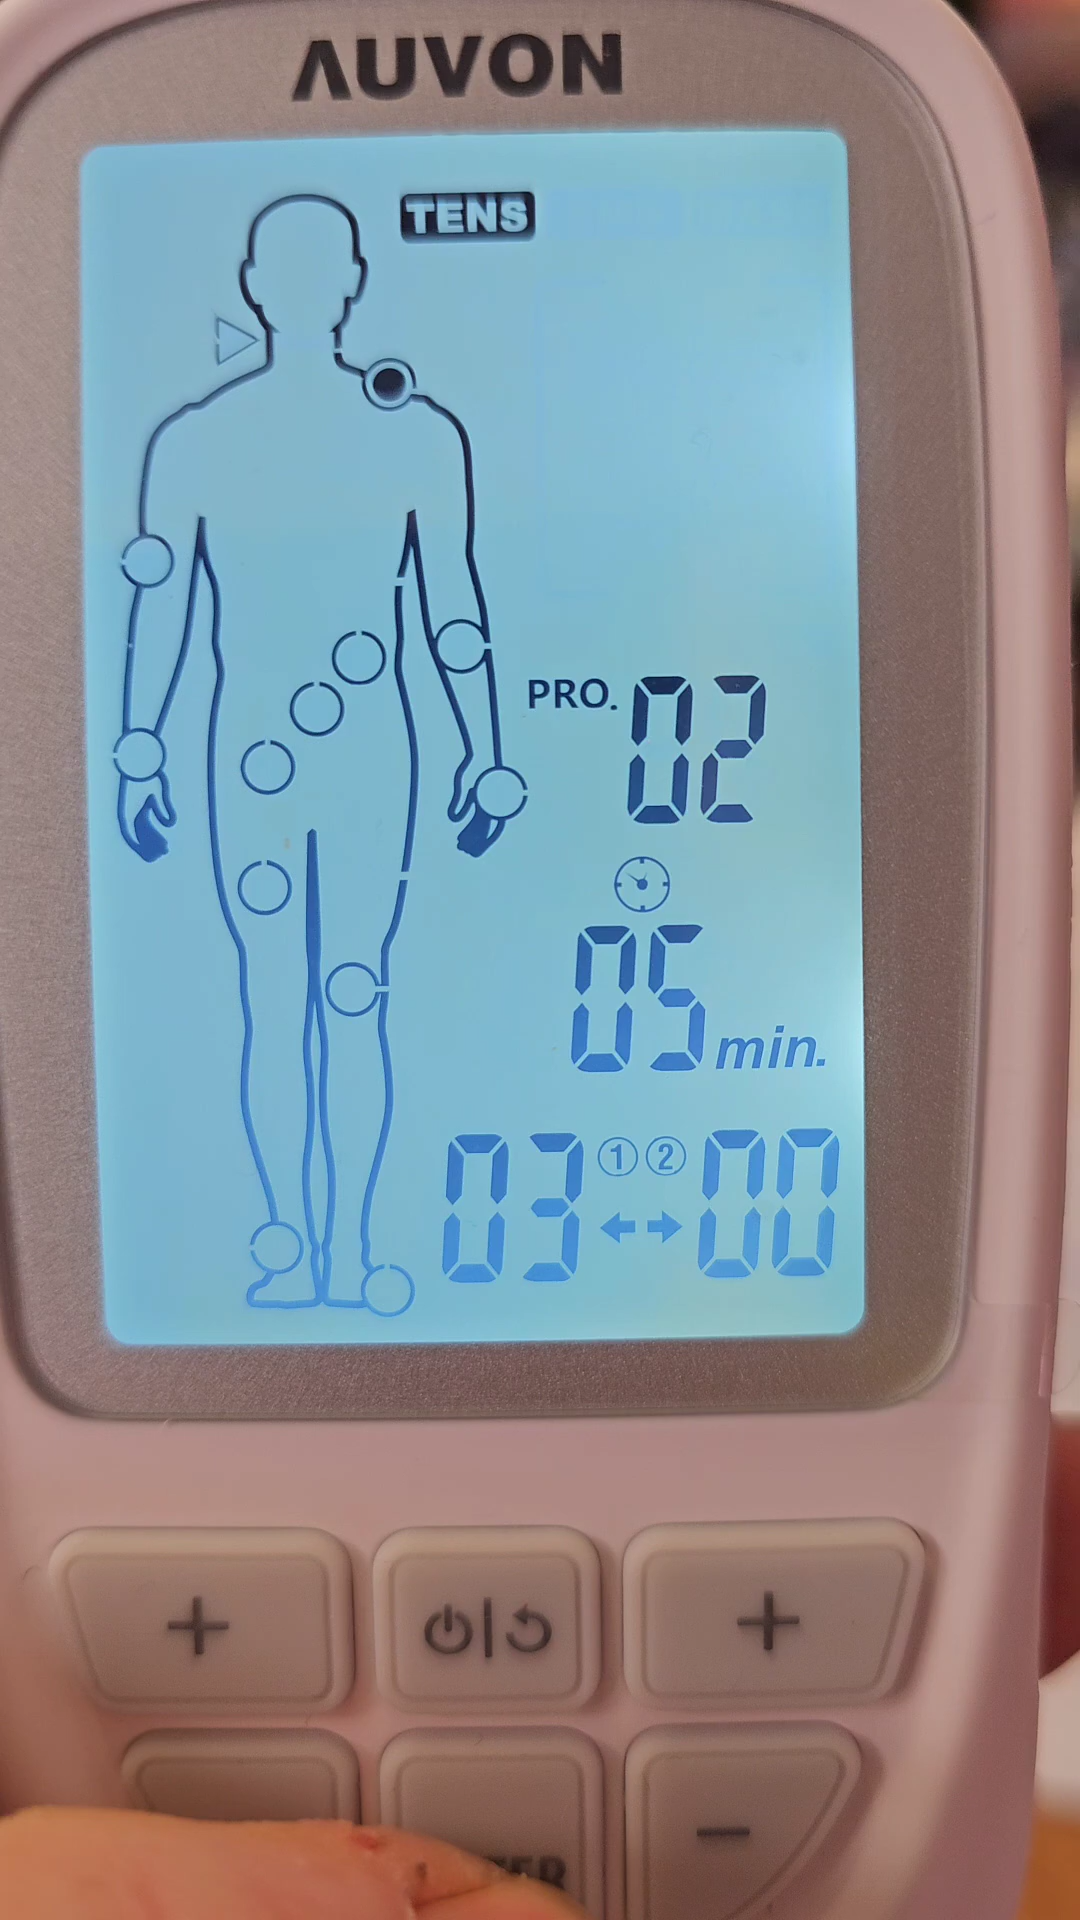 AUVON
TENS
PRO. 02
05 min.
03 ① ② 00
+ +
−